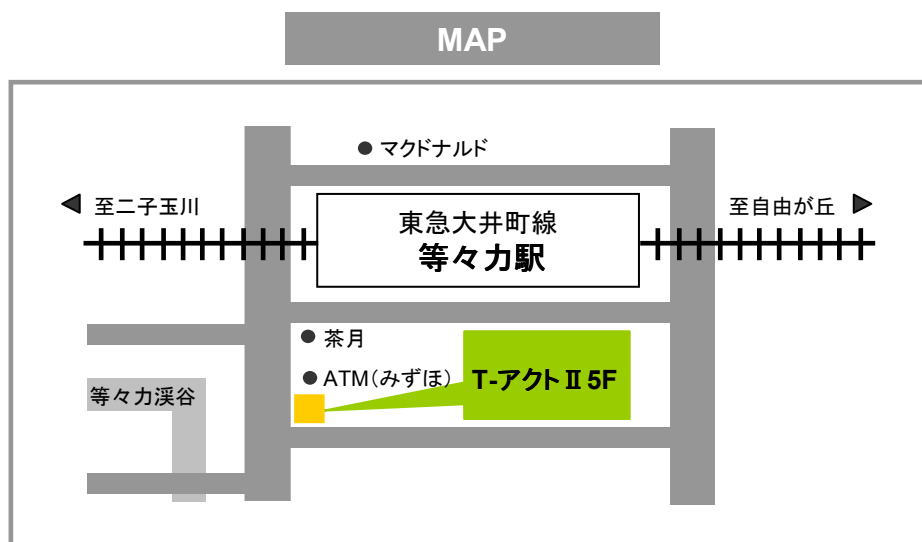 MAP
マクドナルド
至二子玉川
至自由が丘
東急大井町線
等々力駅
茶月
ATM(みずほ)
T-アクトⅡ 5F
等々力渓谷